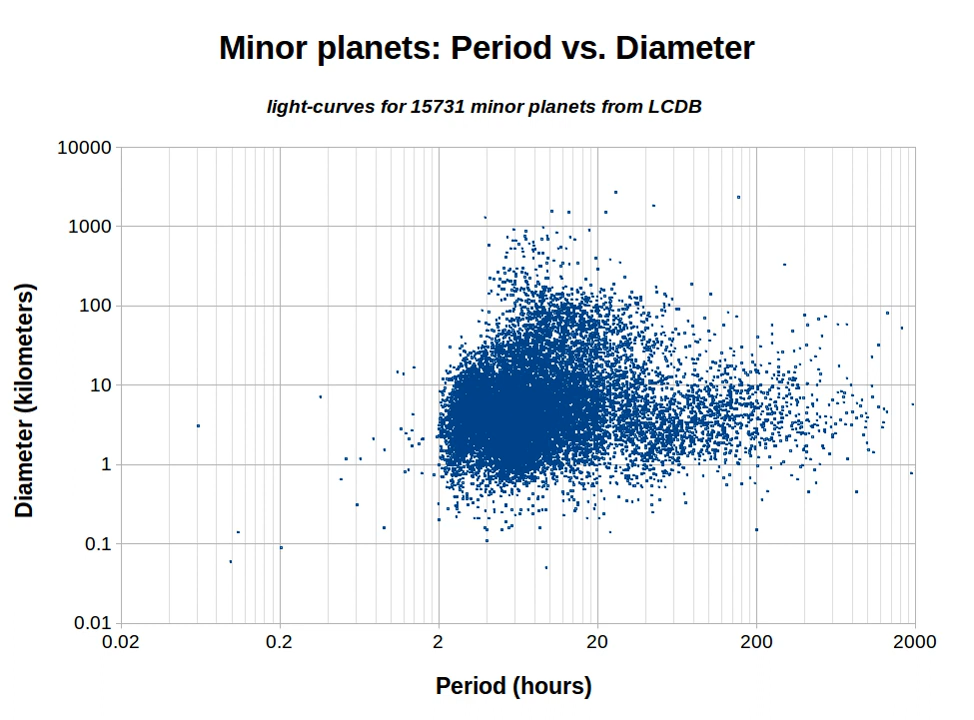 Minor planets: Period vs. Diameter
light-curves for 15731 minor planets from LCDB
10000
1000
100
10
1
0.1
0.01
Diameter (kilometers)
0.02 0.2 2 20 200 2000
Period (hours)